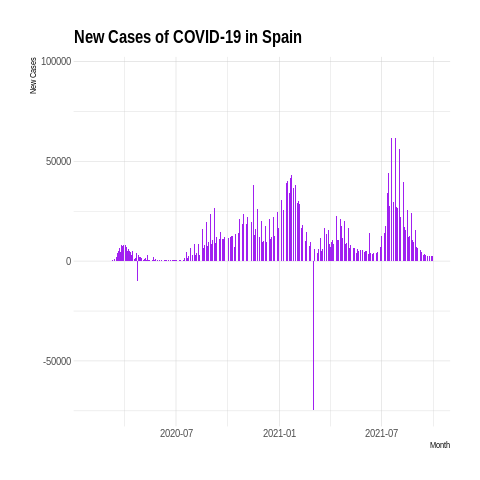 New Cases of COVID-19 in Spain
New Cases
100000
50000
0
-50000
2020-07
2021-01
2021-07
Month